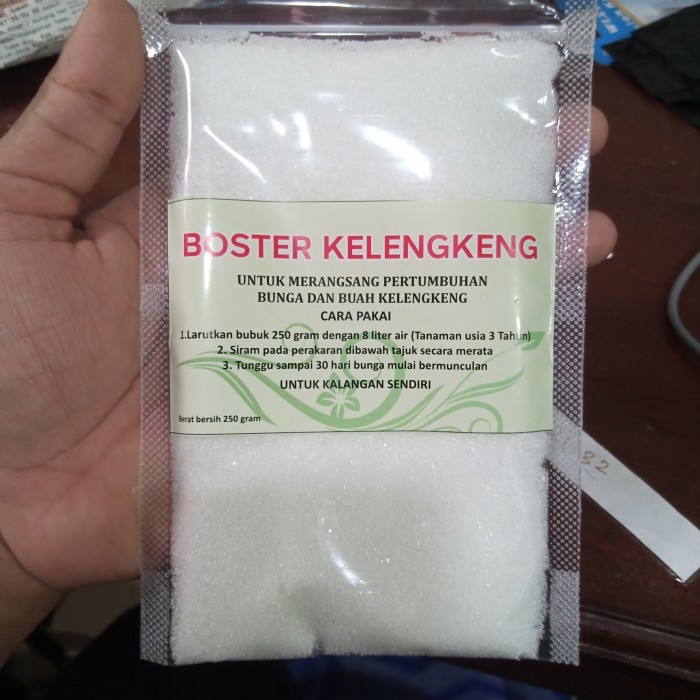 BOSTER KELENGKENG
UNTUK MERANGSANG PERTUMBUHAN
BUNGA DAN BUAH KELENGKENG
CARA PAKAI
1.Larutkan bubuk 250 gram dengan 8 liter air (Tanaman usia 3 Tahun)
2. Siram pada perakaran dibawah tajuk secara merata
3. Tunggu sampai 30 hari bunga mulai bermunculan
UNTUK KALANGAN SENDIRI
Berat bersih 250 gram